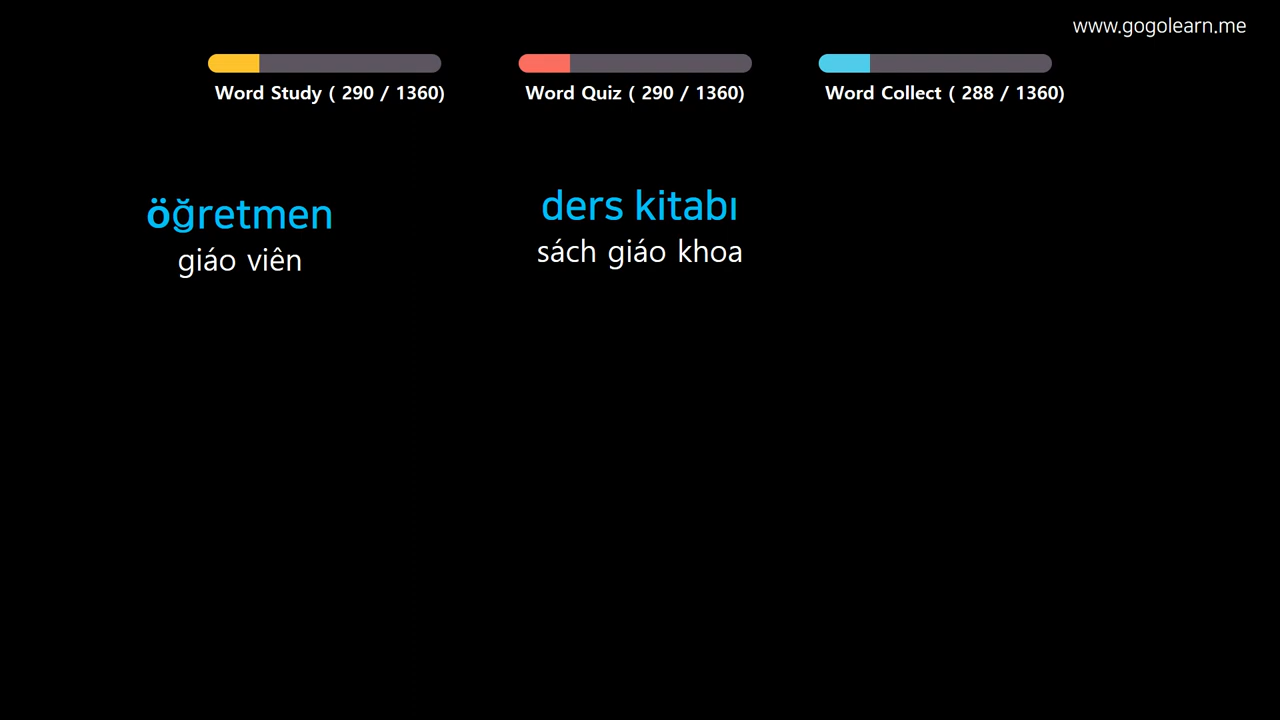 www.gogolearn.me
Word Study ( 290 / 1360)
Word Quiz ( 290 / 1360)
Word Collect ( 288 / 1360)
öğretmen
giáo viên
ders kitabı
sách giáo khoa